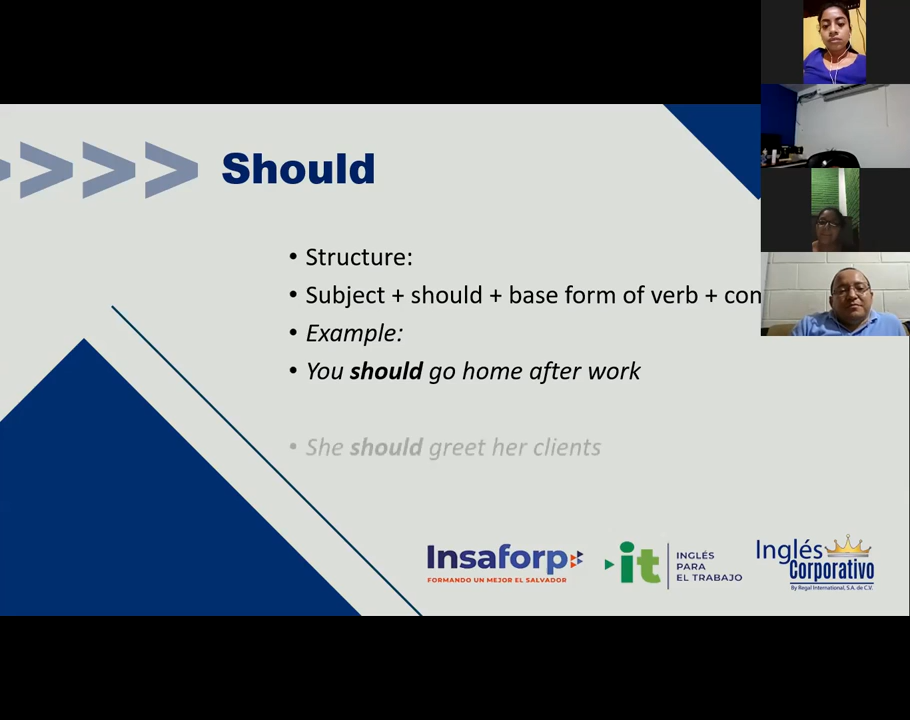 >>>> Should
• Structure:
• Subject + should + base form of verb + con
• Example:
• You should go home after work
• She should greet her clients
Insaforp
FORMANDO UN MEJOR EL SALVADOR
it
INGLÉS
PARA
EL TRABAJO
Inglés
Corporativo
By Regal International, S.A. de C.V.